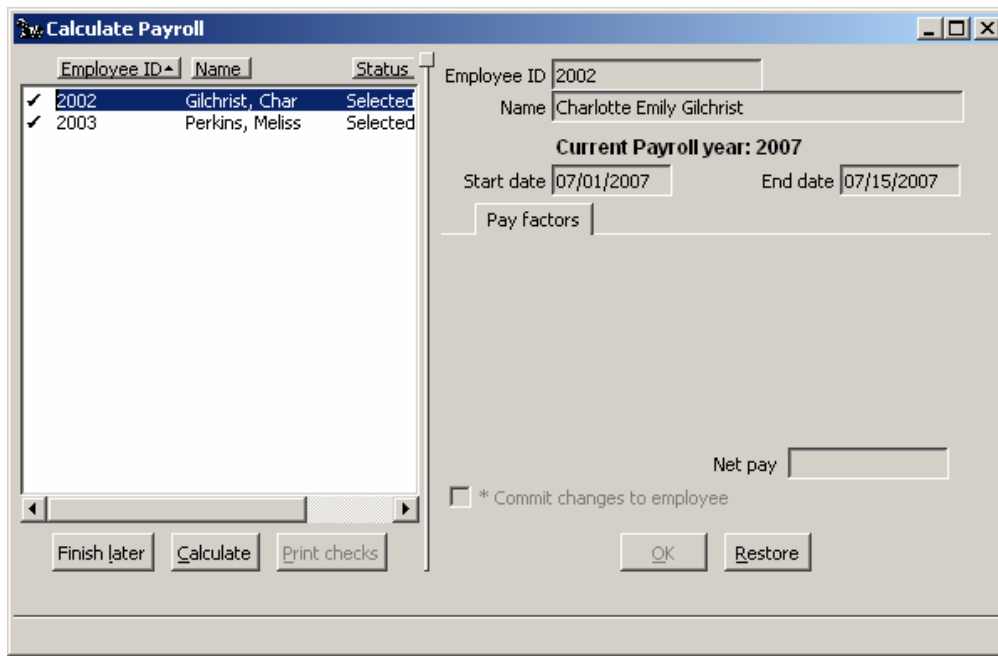 Calculate Payroll
Employee ID Name Status
✓ 2002 Gilchrist, Char Selected
✓ 2003 Perkins, Meliss Selected
Finish later Calculate Print checks
Employee ID 2002
Name Charlotte Emily Gilchrist
Current Payroll year: 2007
Start date 07/01/2007 End date 07/15/2007
Pay factors
Net pay
* Commit changes to employee
OK Restore